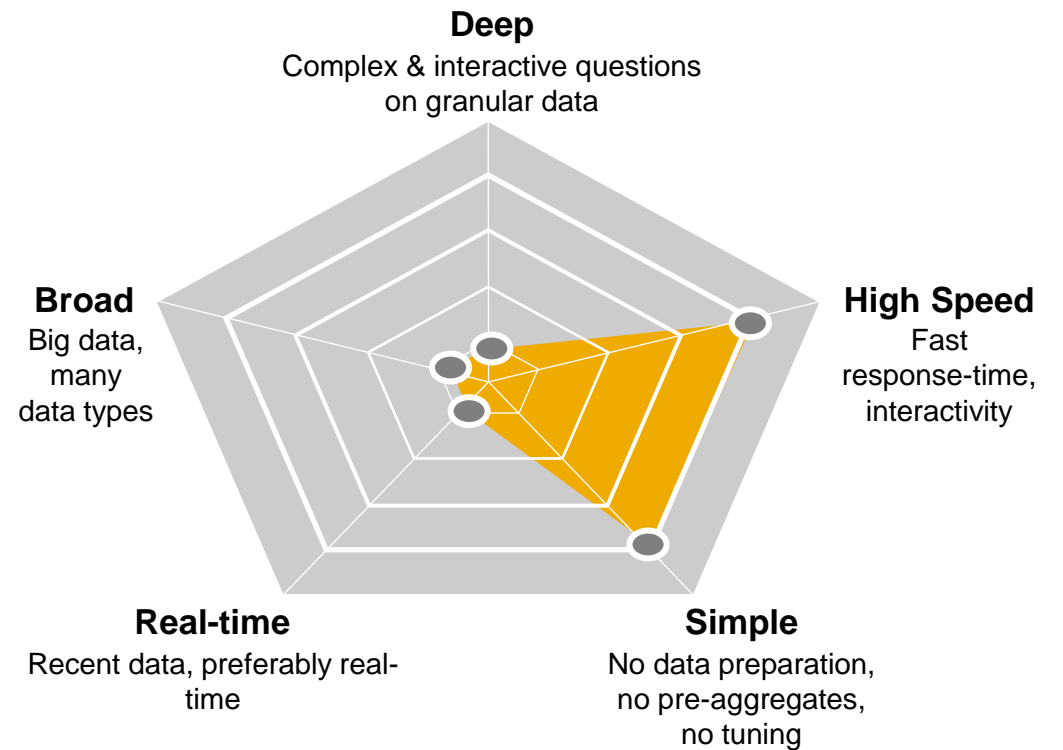 Deep
Complex & interactive questions
on granular data
Broad
Big data,
many
data types
High Speed
Fast
response-time,
interactivity
Real-time
Recent data, preferably real-
time
Simple
No data preparation,
no pre-aggregates,
no tuning